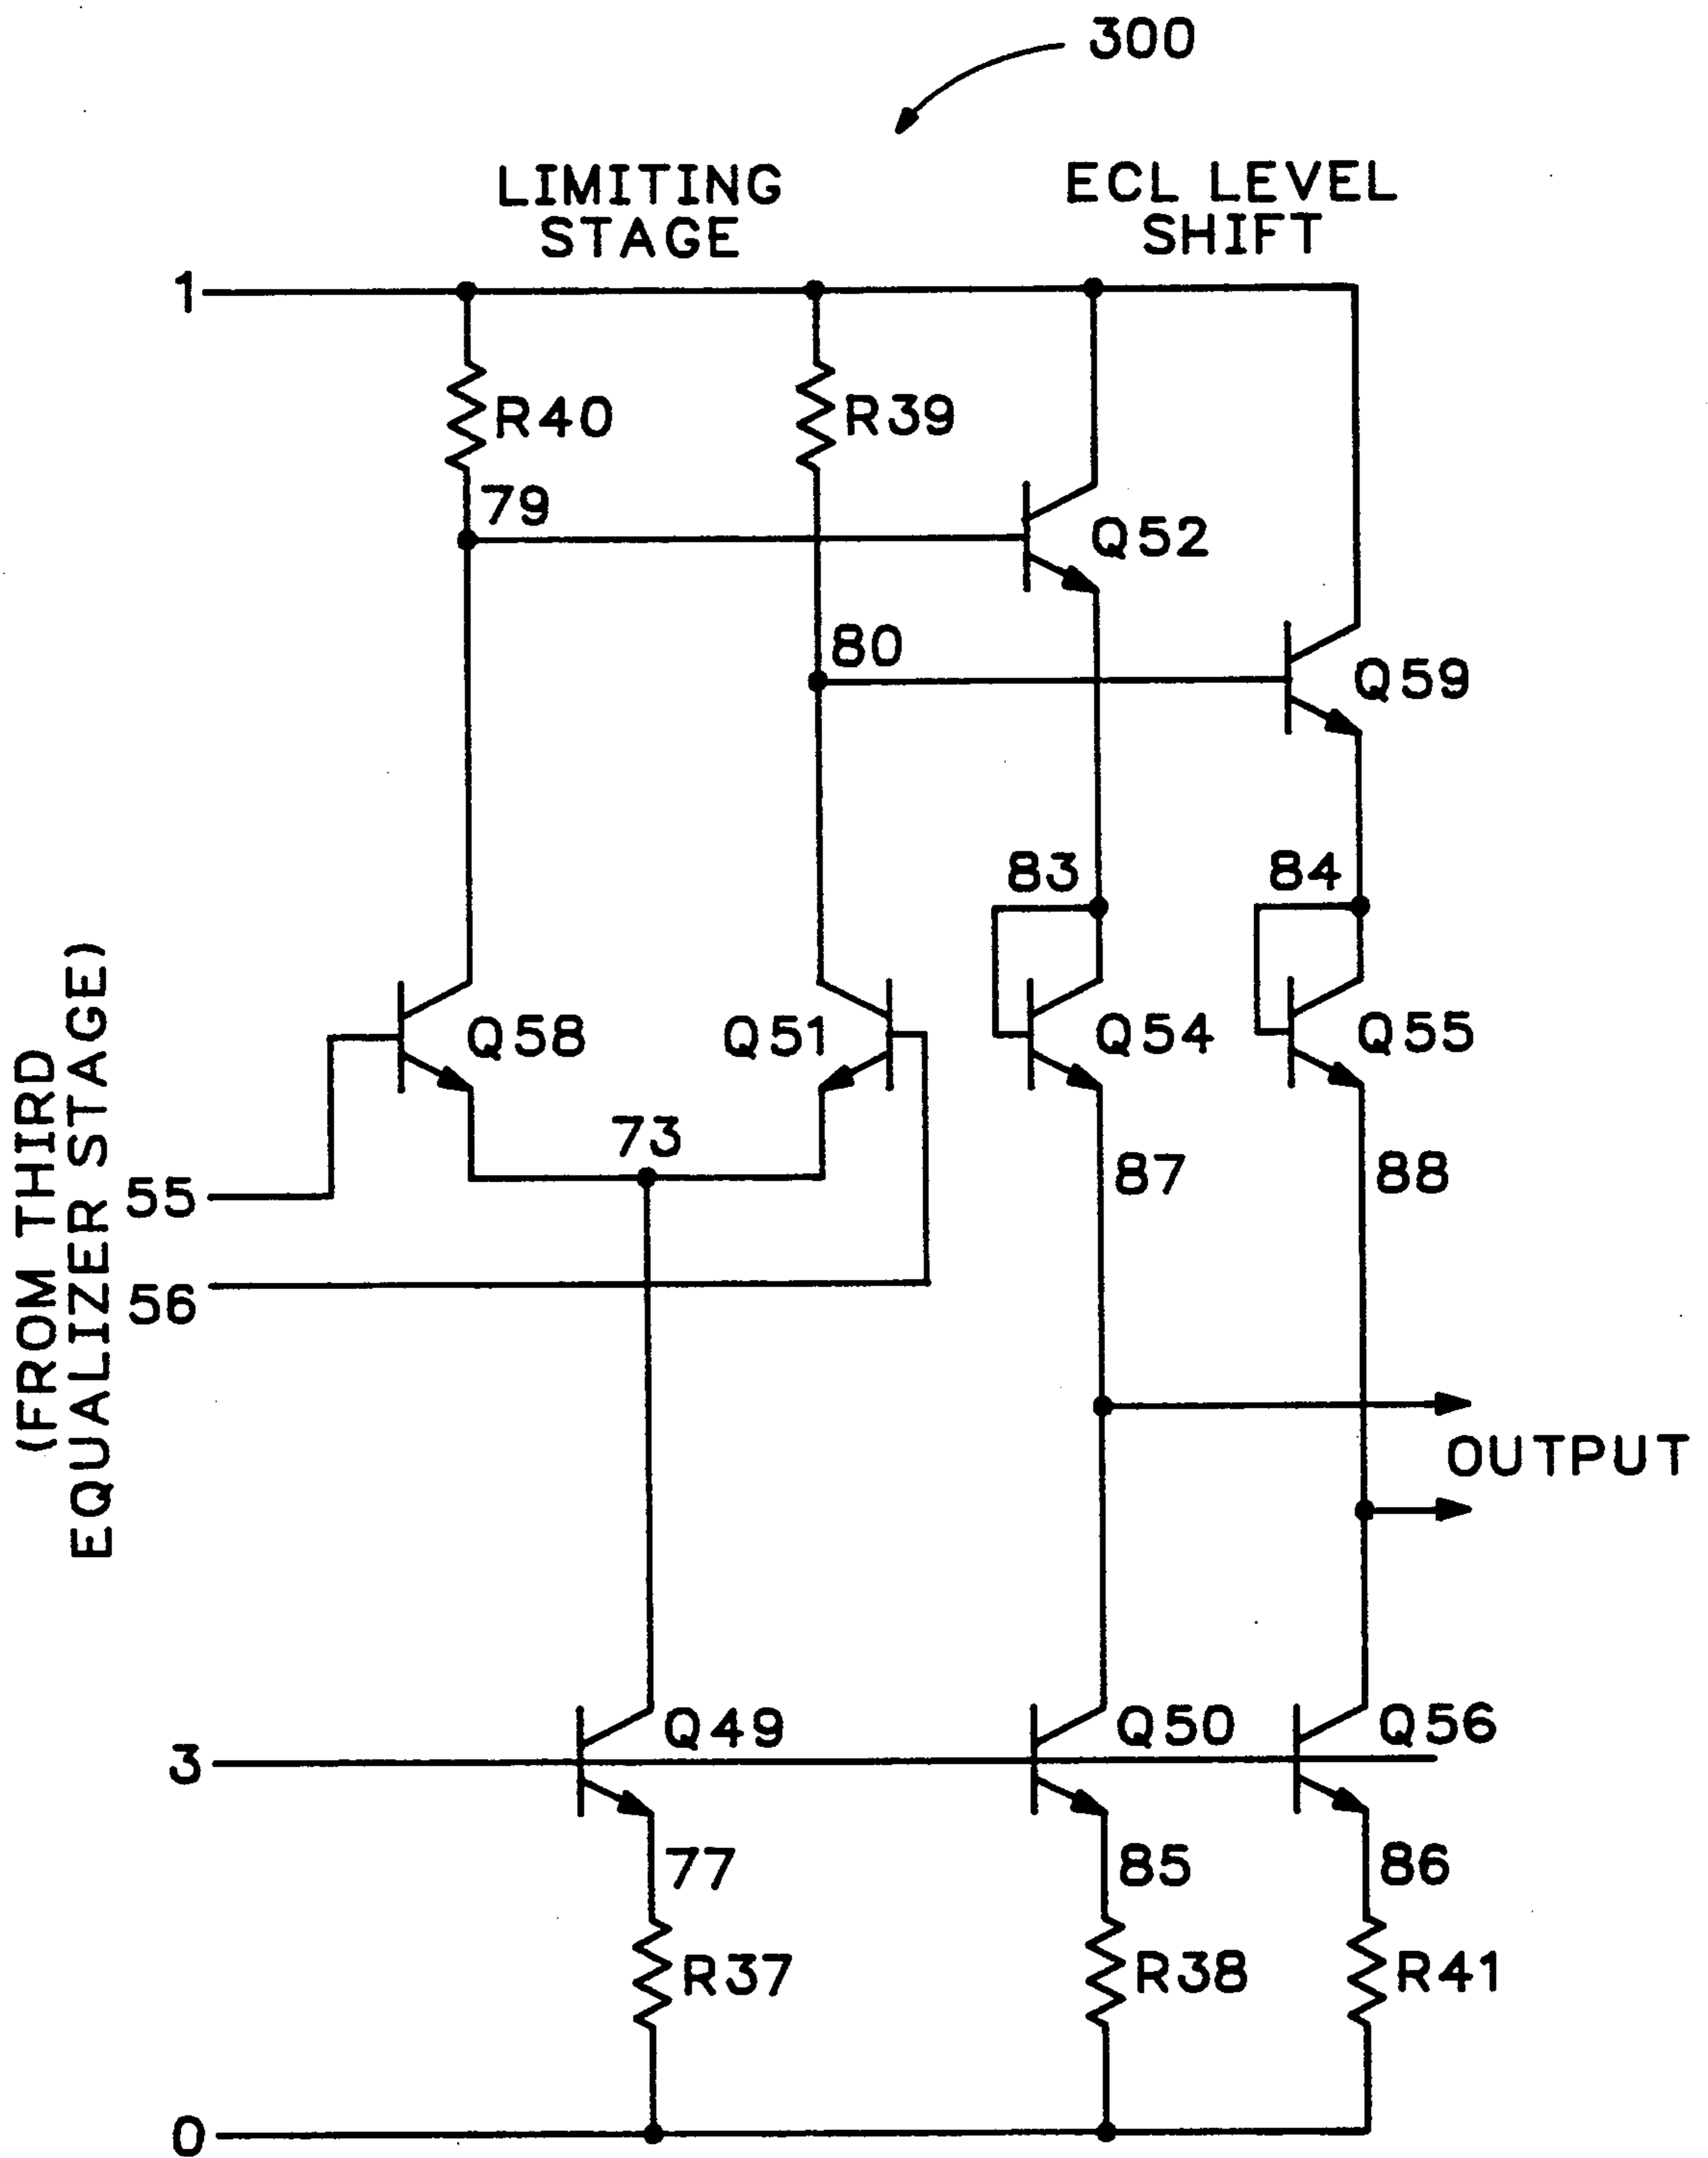 300
LIMITING
STAGE
ECL LEVEL
SHIFT
1
R40
R39
79
Q52
80
Q59
83
84
Q58
Q51
Q54
Q55
73
87
88
(FROM THIRD
EQUALIZER STAGE)
55
56
OUTPUT
Q49
Q50
Q56
3
77
85
86
R37
R38
R41
0